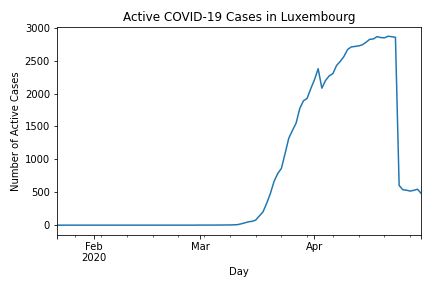 Active COVID-19 Cases in Luxembourg
3000
2500
2000
1500
1000
500
0
Number of Active Cases
Feb
2020
Mar
Apr
Day